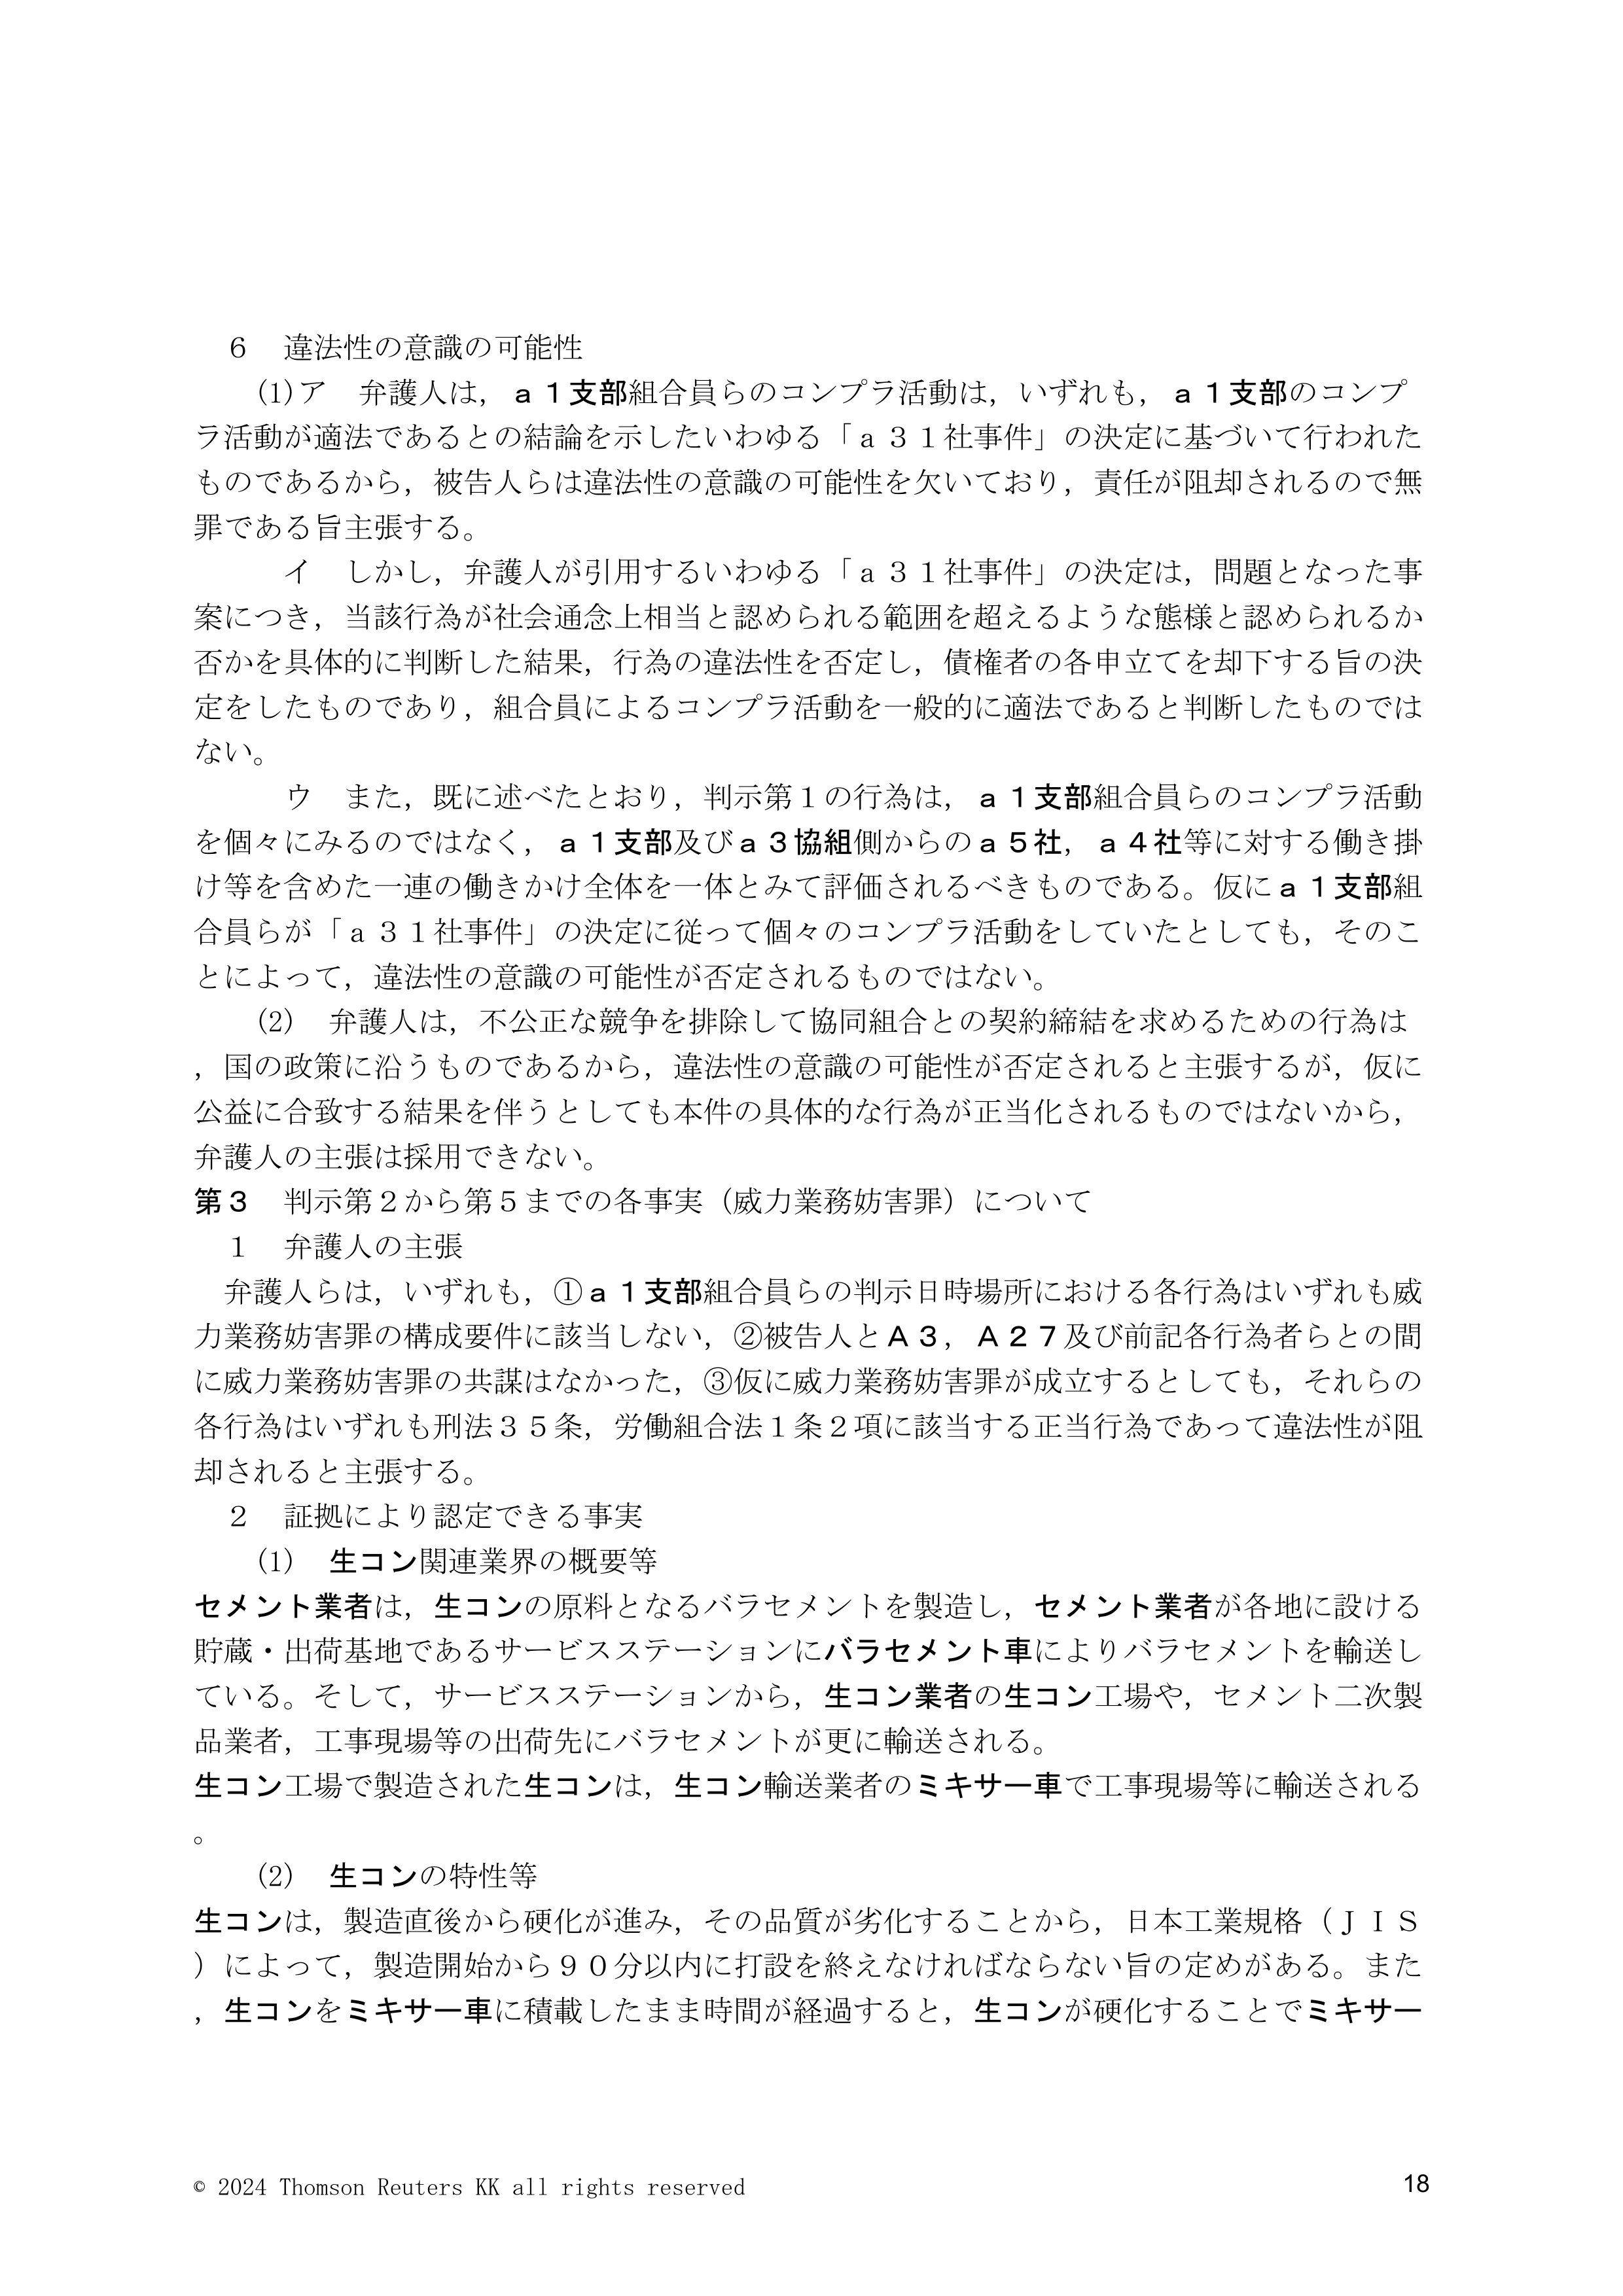 ６　違法性の意識の可能性
(1)ア　弁護人は，ａ１支部組合員らのコンプラ活動は，いずれも，ａ１支部のコンプ
ラ活動が適法であるとの結論を示したいわゆる「ａ３１社事件」の決定に基づいて行われた
ものであるから，被告人らは違法性の意識の可能性を欠いており，責任が阻却されるので無
罪である旨主張する。
イ　しかし，弁護人が引用するいわゆる「ａ３１社事件」の決定は，問題となった事
案につき，当該行為が社会通念上相当と認められる範囲を超えるような態様と認められるか
否かを具体的に判断した結果，行為の違法性を否定し，債権者の各申立てを却下する旨の決
定をしたものであり，組合員によるコンプラ活動を一般的に適法であると判断したものでは
ない。
ウ　また，既に述べたとおり，判示第１の行為は，ａ１支部組合員らのコンプラ活動
を個々にみるのではなく，ａ１支部及びａ３協組側からのａ５社，ａ４社等に対する働き掛
け等を含めた一連の働きかけ全体を一体とみて評価されるべきものである。仮にａ１支部組
合員らが「ａ３１社事件」の決定に従って個々のコンプラ活動をしていたとしても，そのこ
とによって，違法性の意識の可能性が否定されるものではない。
(2)　弁護人は，不公正な競争を排除して協同組合との契約締結を求めるための行為は
，国の政策に沿うものであるから，違法性の意識の可能性が否定されると主張するが，仮に
公益に合致する結果を伴うとしても本件の具体的な行為が正当化されるものではないから，
弁護人の主張は採用できない。
第３　判示第２から第５までの各事実（威力業務妨害罪）について
１　弁護人の主張
弁護人らは，いずれも，①ａ１支部組合員らの判示日時場所における各行為はいずれも威
力業務妨害罪の構成要件に該当しない，②被告人とＡ３，Ａ２７及び前記各行為者らとの間
に威力業務妨害罪の共謀はなかった，③仮に威力業務妨害罪が成立するとしても，それらの
各行為はいずれも刑法３５条，労働組合法１条２項に該当する正当行為であって違法性が阻
却されると主張する。
２　証拠により認定できる事実
(1)　生コン関連業界の概要等
セメント業者は，生コンの原料となるバラセメントを製造し，セメント業者が各地に設ける
貯蔵・出荷基地であるサービスステーションにバラセメント車によりバラセメントを輸送し
ている。そして，サービスステーションから，生コン業者の生コン工場や，セメント二次製
品業者，工事現場等の出荷先にバラセメントが更に輸送される。
生コン工場で製造された生コンは，生コン輸送業者のミキサー車で工事現場等に輸送される
。
(2)　生コンの特性等
生コンは，製造直後から硬化が進み，その品質が劣化することから，日本工業規格（ＪＩＳ
）によって，製造開始から９０分以内に打設を終えなければならない旨の定めがある。また
，生コンをミキサー車に積載したまま時間が経過すると，生コンが硬化することでミキサー
© 2024 Thomson Reuters KK all rights reserved
18